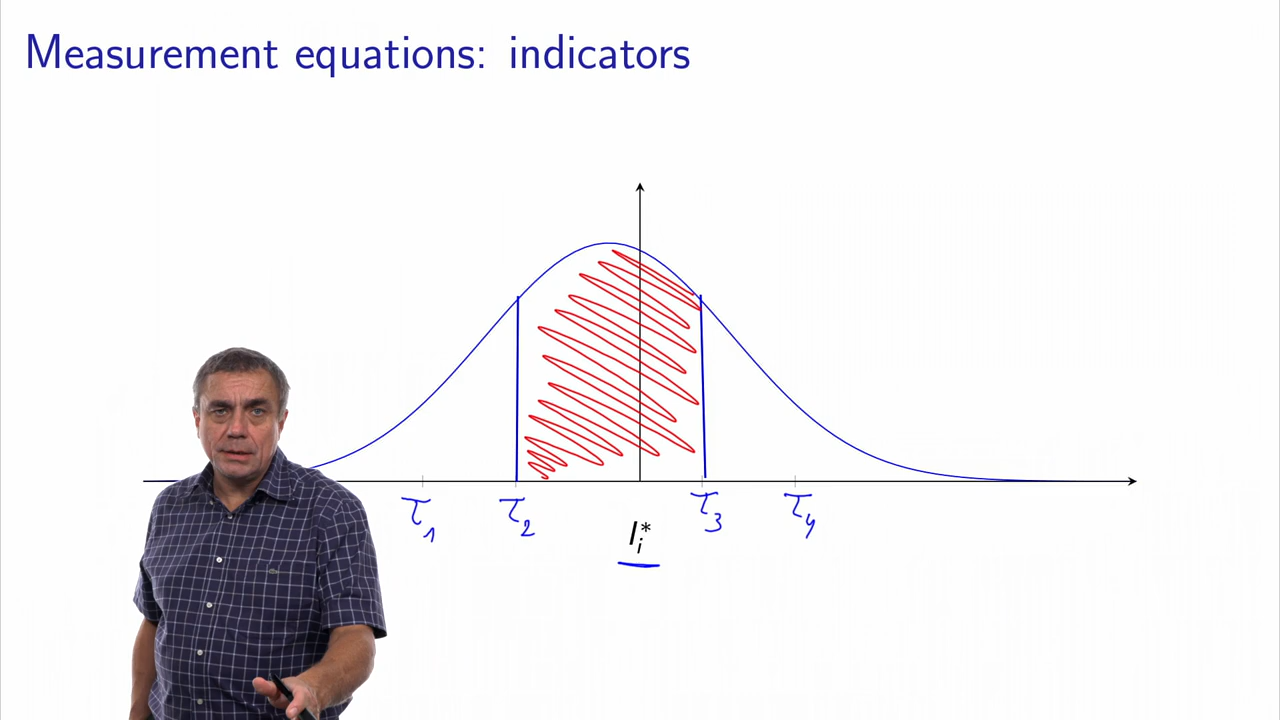 Measurement equations: indicators
τ₁ τ₂ τ₃ τ₄
I*ᵢ